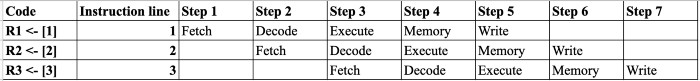 Code Instruction line Step 1 Step 2 Step 3 Step 4 Step 5 Step 6 Step 7
R1 <- [1] 1 Fetch Decode Execute Memory Write
R2 <- [2] 2 Fetch Decode Execute Memory Write
R3 <- [3] 3 Fetch Decode Execute Memory Write